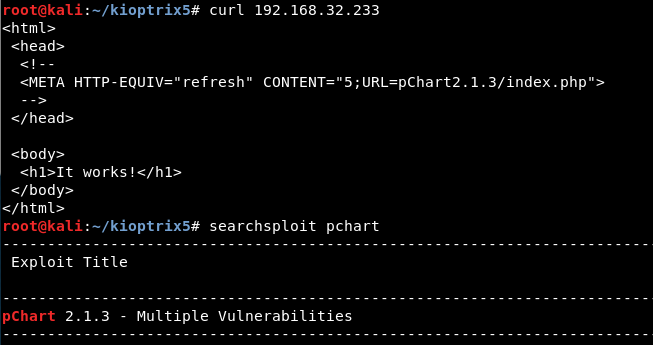 root@kali:~/kioptrix5# curl 192.168.32.233
<html>
 <head>
  <!--
  <META HTTP-EQUIV="refresh" CONTENT="5;URL=pChart2.1.3/index.php">
  -->
 </head>

 <body>
  <h1>It works!</h1>
 </body>
</html>
root@kali:~/kioptrix5# searchsploit pchart
------------------------------------------------------------------------
 Exploit Title

------------------------------------------------------------------------
pChart 2.1.3 - Multiple Vulnerabilities
------------------------------------------------------------------------